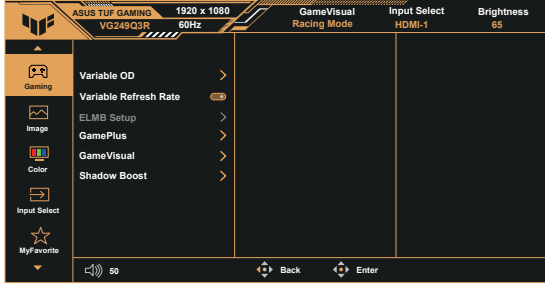 ASUS TUF GAMING
VG249Q3R
1920 x 1080
60Hz
GameVisual
Racing Mode
Input Select
HDMI-1
Brightness
65
Gaming
Image
Color
Input Select
MyFavorite
Variable OD
Variable Refresh Rate
ELMB Setup
GamePlus
GameVisual
Shadow Boost
50
Back
Enter